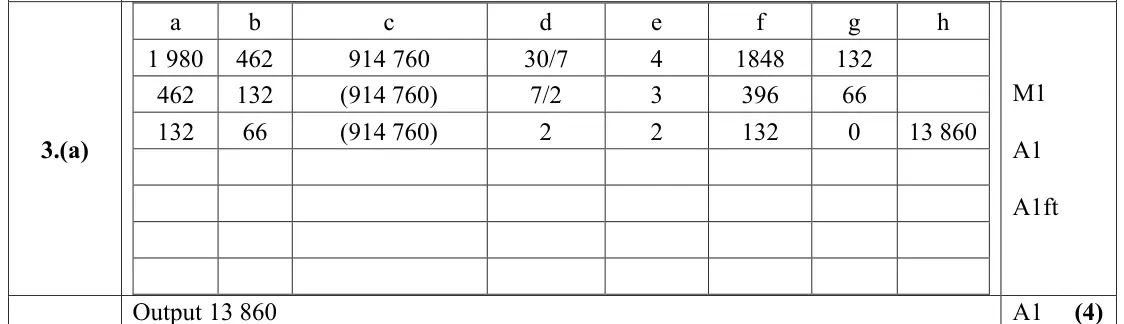 a b c d e f g h
1 980 462 914 760 30/7 4 1848 132
462 132 (914 760) 7/2 3 396 66
M1
132 66 (914 760) 2 2 132 0 13 860
3.(a)
A1
A1ft
Output 13 860 A1 (4)